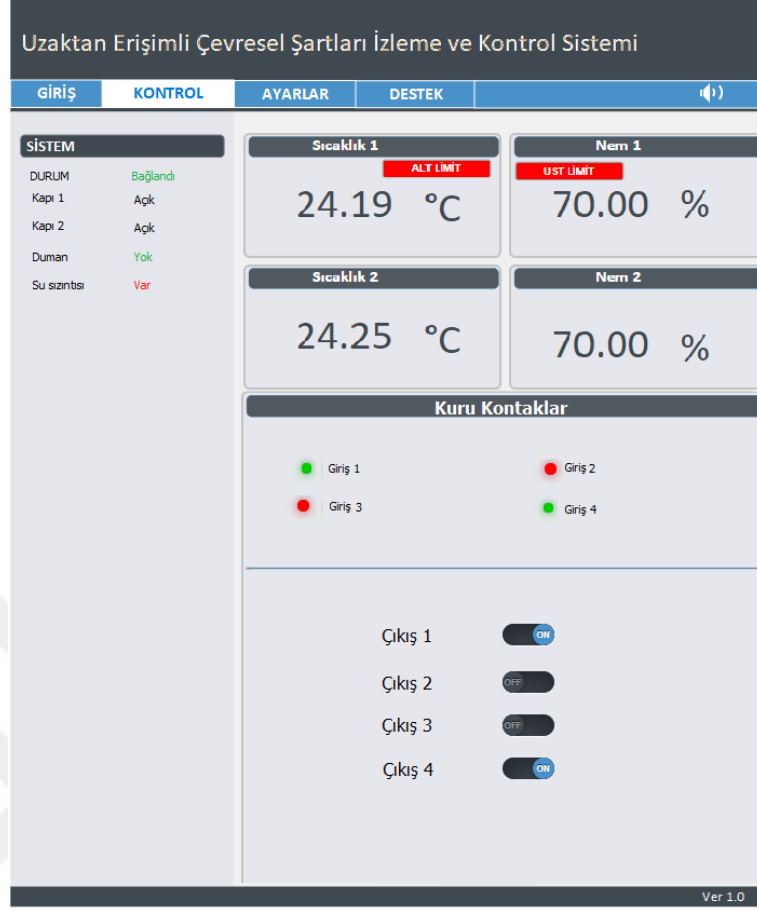 Uzaktan Erişimli Çevresel Şartları İzleme ve Kontrol Sistemi
GİRİŞ KONTROL AYARLAR DESTEK
SİSTEM
DURUM Bağlandı
Kapı 1 Açık
Kapı 2 Açık
Duman Yok
Su sızıntısı Var
Sıcaklık 1
ALT LİMİT
24.19 °C
Nem 1
UST LİMİT
70.00 %
Sıcaklık 2
24.25 °C
Nem 2
70.00 %
Kuru Kontaklar
Giriş 1 Giriş 2
Giriş 3 Giriş 4
Çıkış 1 ON
Çıkış 2 OFF
Çıkış 3 OFF
Çıkış 4 ON
Ver 1.0